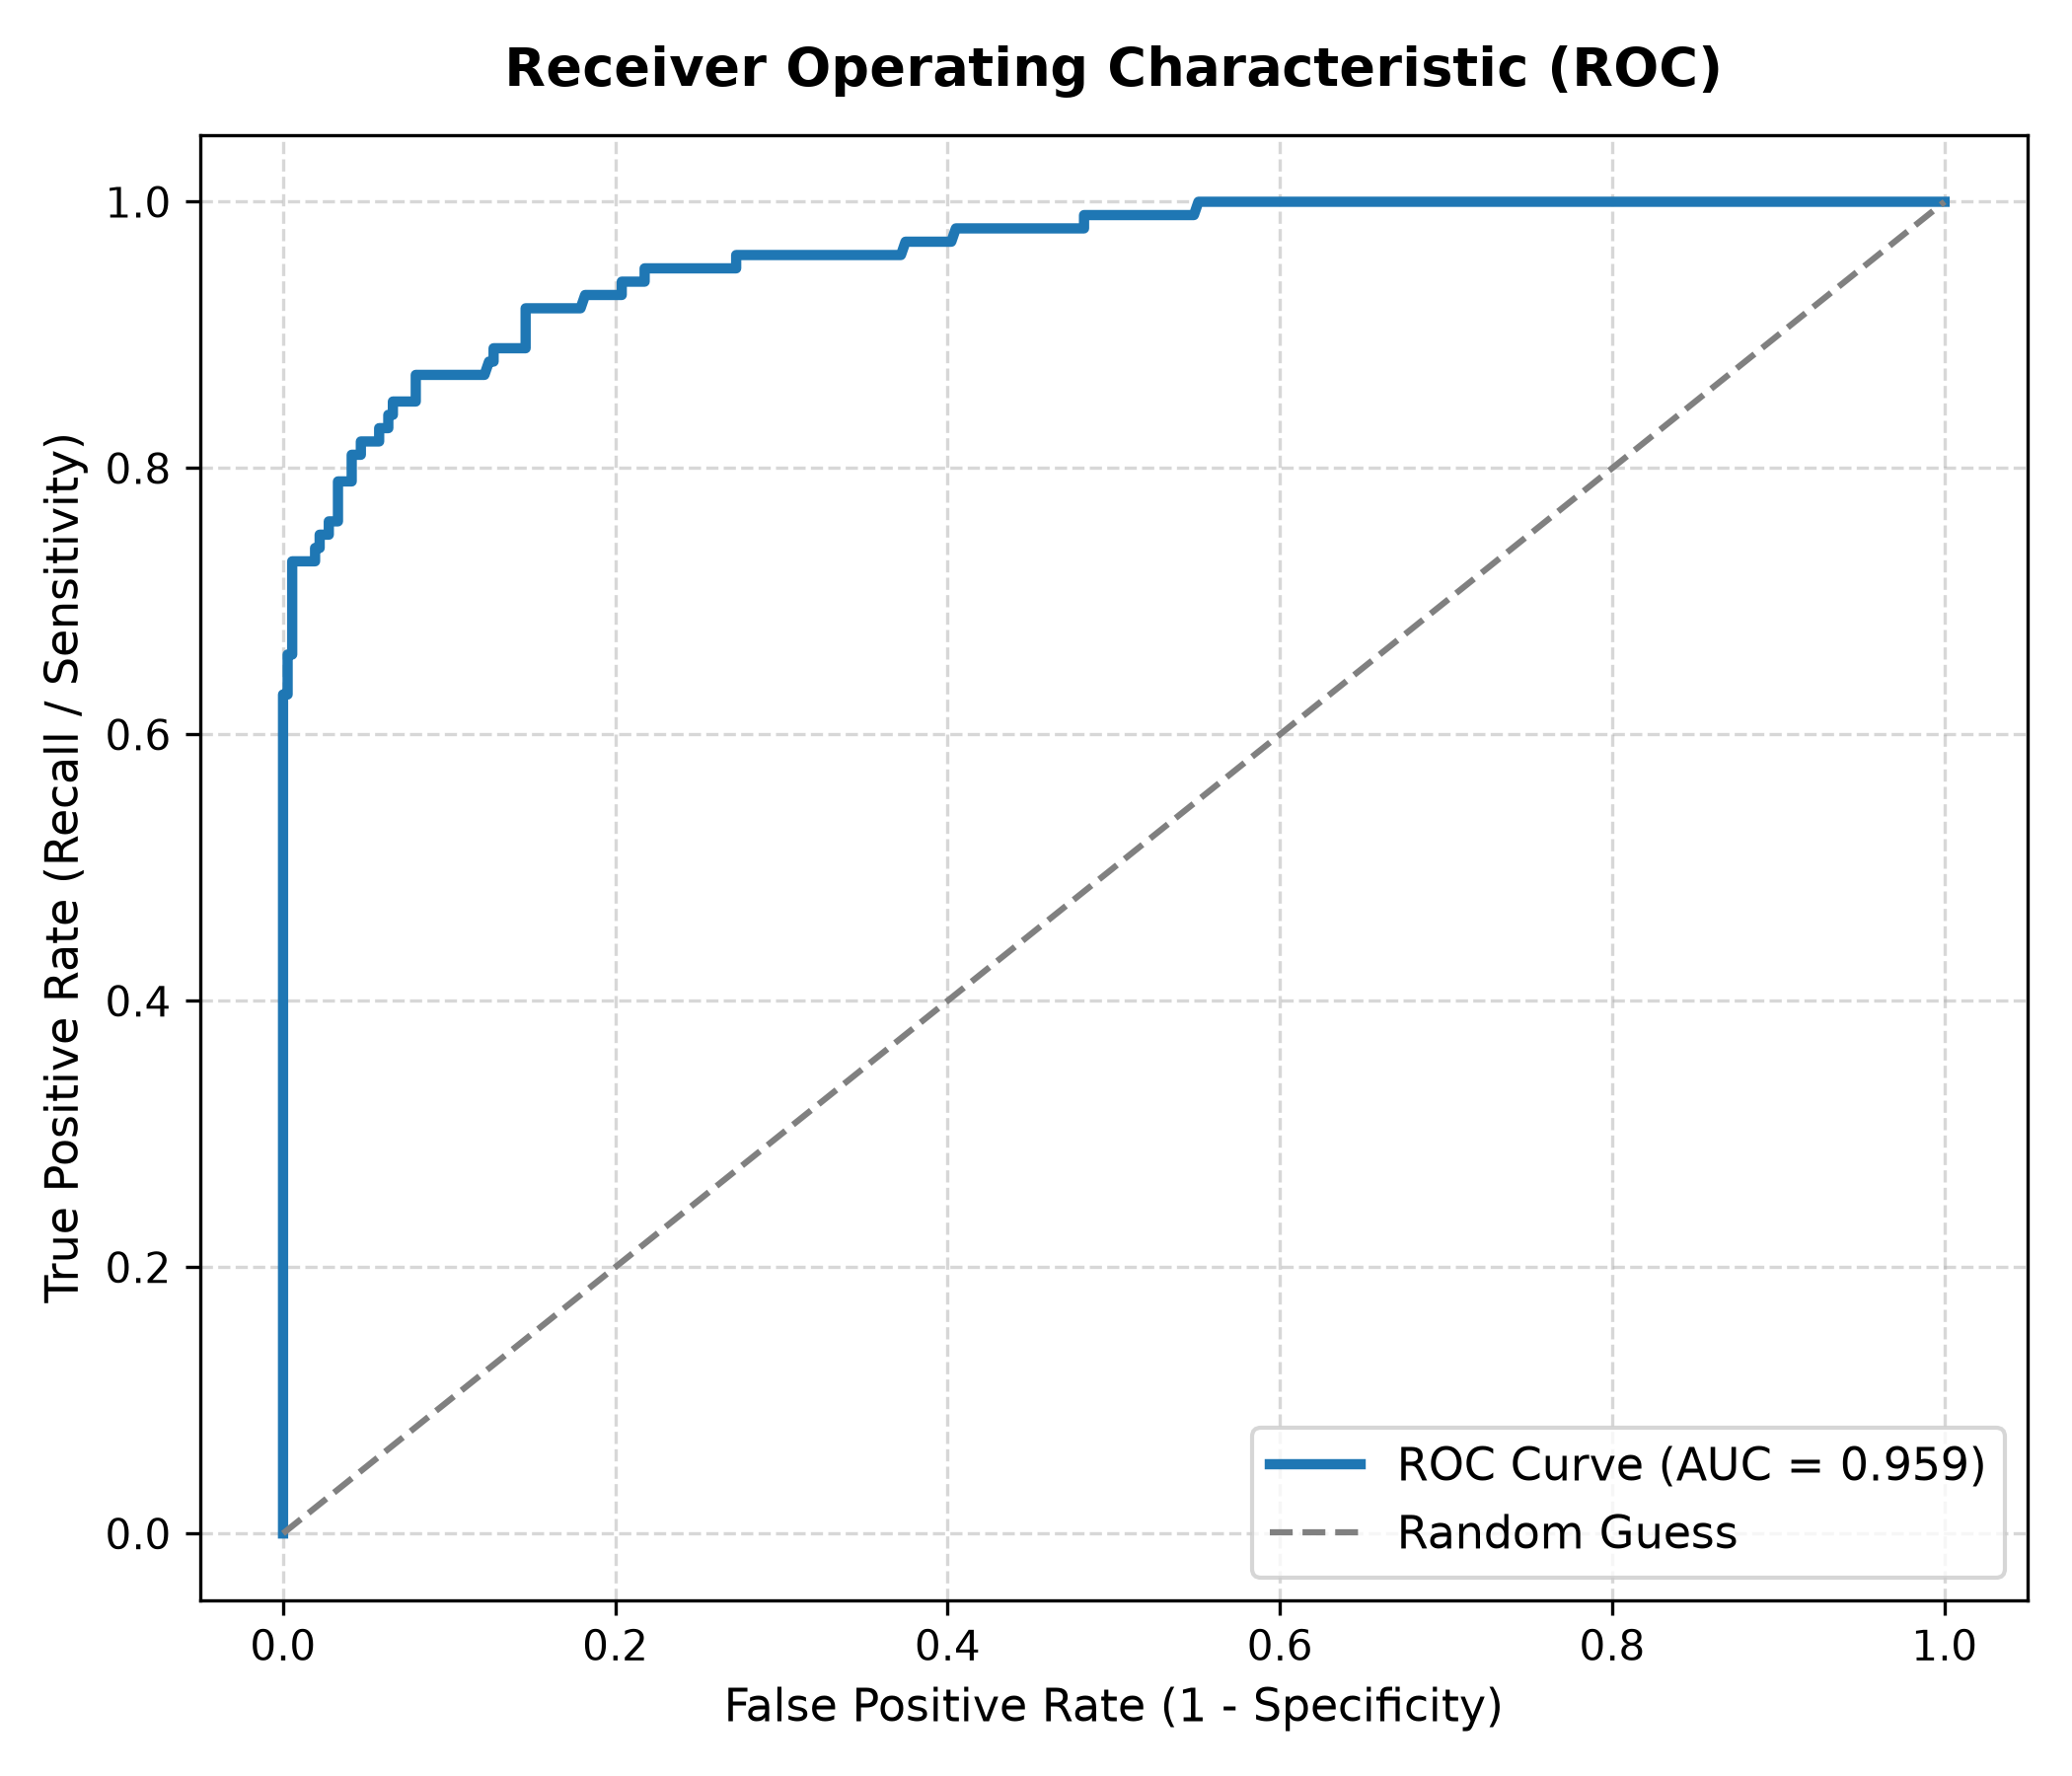 Receiver Operating Characteristic (ROC)
True Positive Rate (Recall / Sensitivity)
1.0
0.8
0.6
0.4
0.2
0.0
ROC Curve (AUC = 0.959)
Random Guess
0.0 0.2 0.4 0.6 0.8 1.0
False Positive Rate (1 - Specificity)